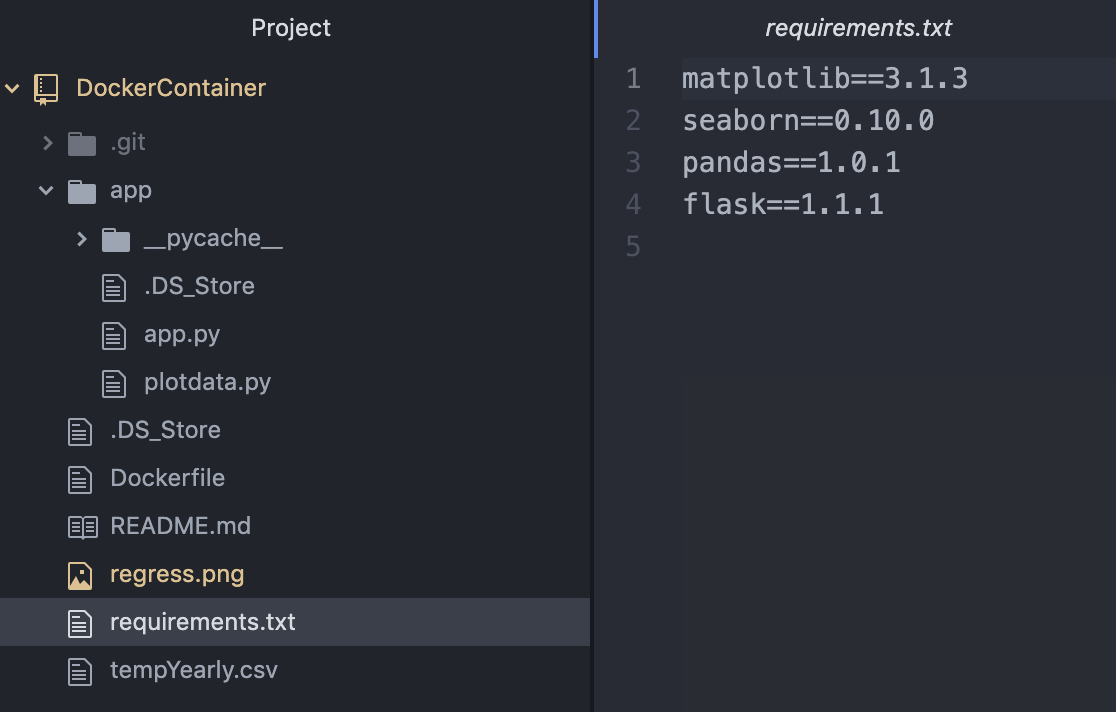 Project
DockerContainer
.git
app
__pycache__
.DS_Store
app.py
plotdata.py
.DS_Store
Dockerfile
README.md
regress.png
requirements.txt
tempYearly.csv
requirements.txt
1 matplotlib==3.1.3
2 seaborn==0.10.0
3 pandas==1.0.1
4 flask==1.1.1
5